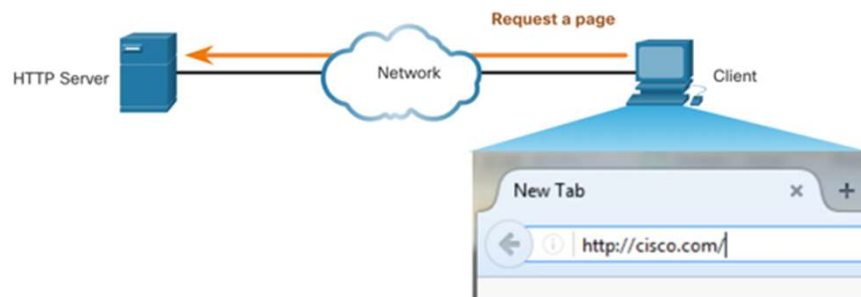 Request a page
HTTP Server
Network
Client
New Tab
http://cisco.com/